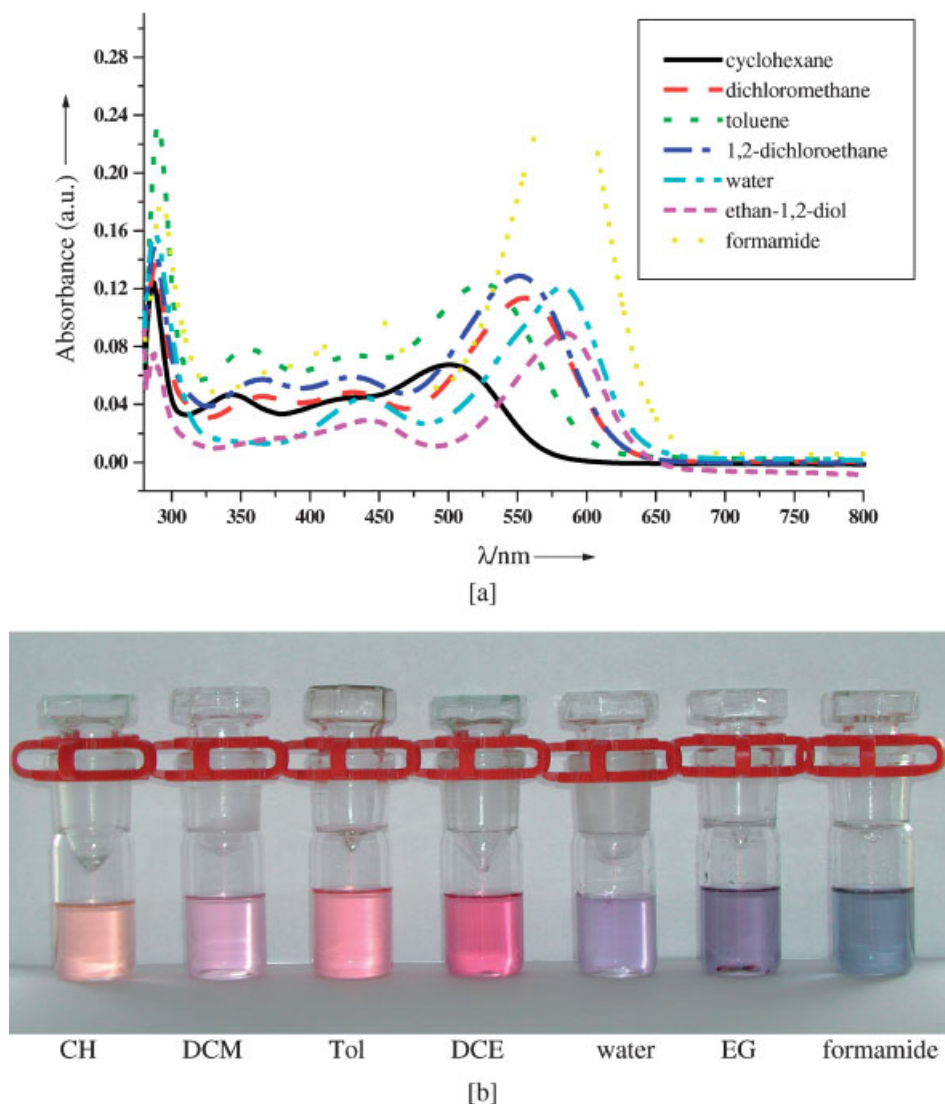 0.28
0.24
0.20
0.16
0.12
0.08
0.04
0.00
Absorbance (a.u.)
cyclohexane
dichloromethane
toluene
1,2-dichloroethane
water
ethan-1,2-diol
formamide
300 350 400 450 500 550 600 650 700 750 800
λ/nm
[a]
CH DCM Tol DCE water EG formamide
[b]